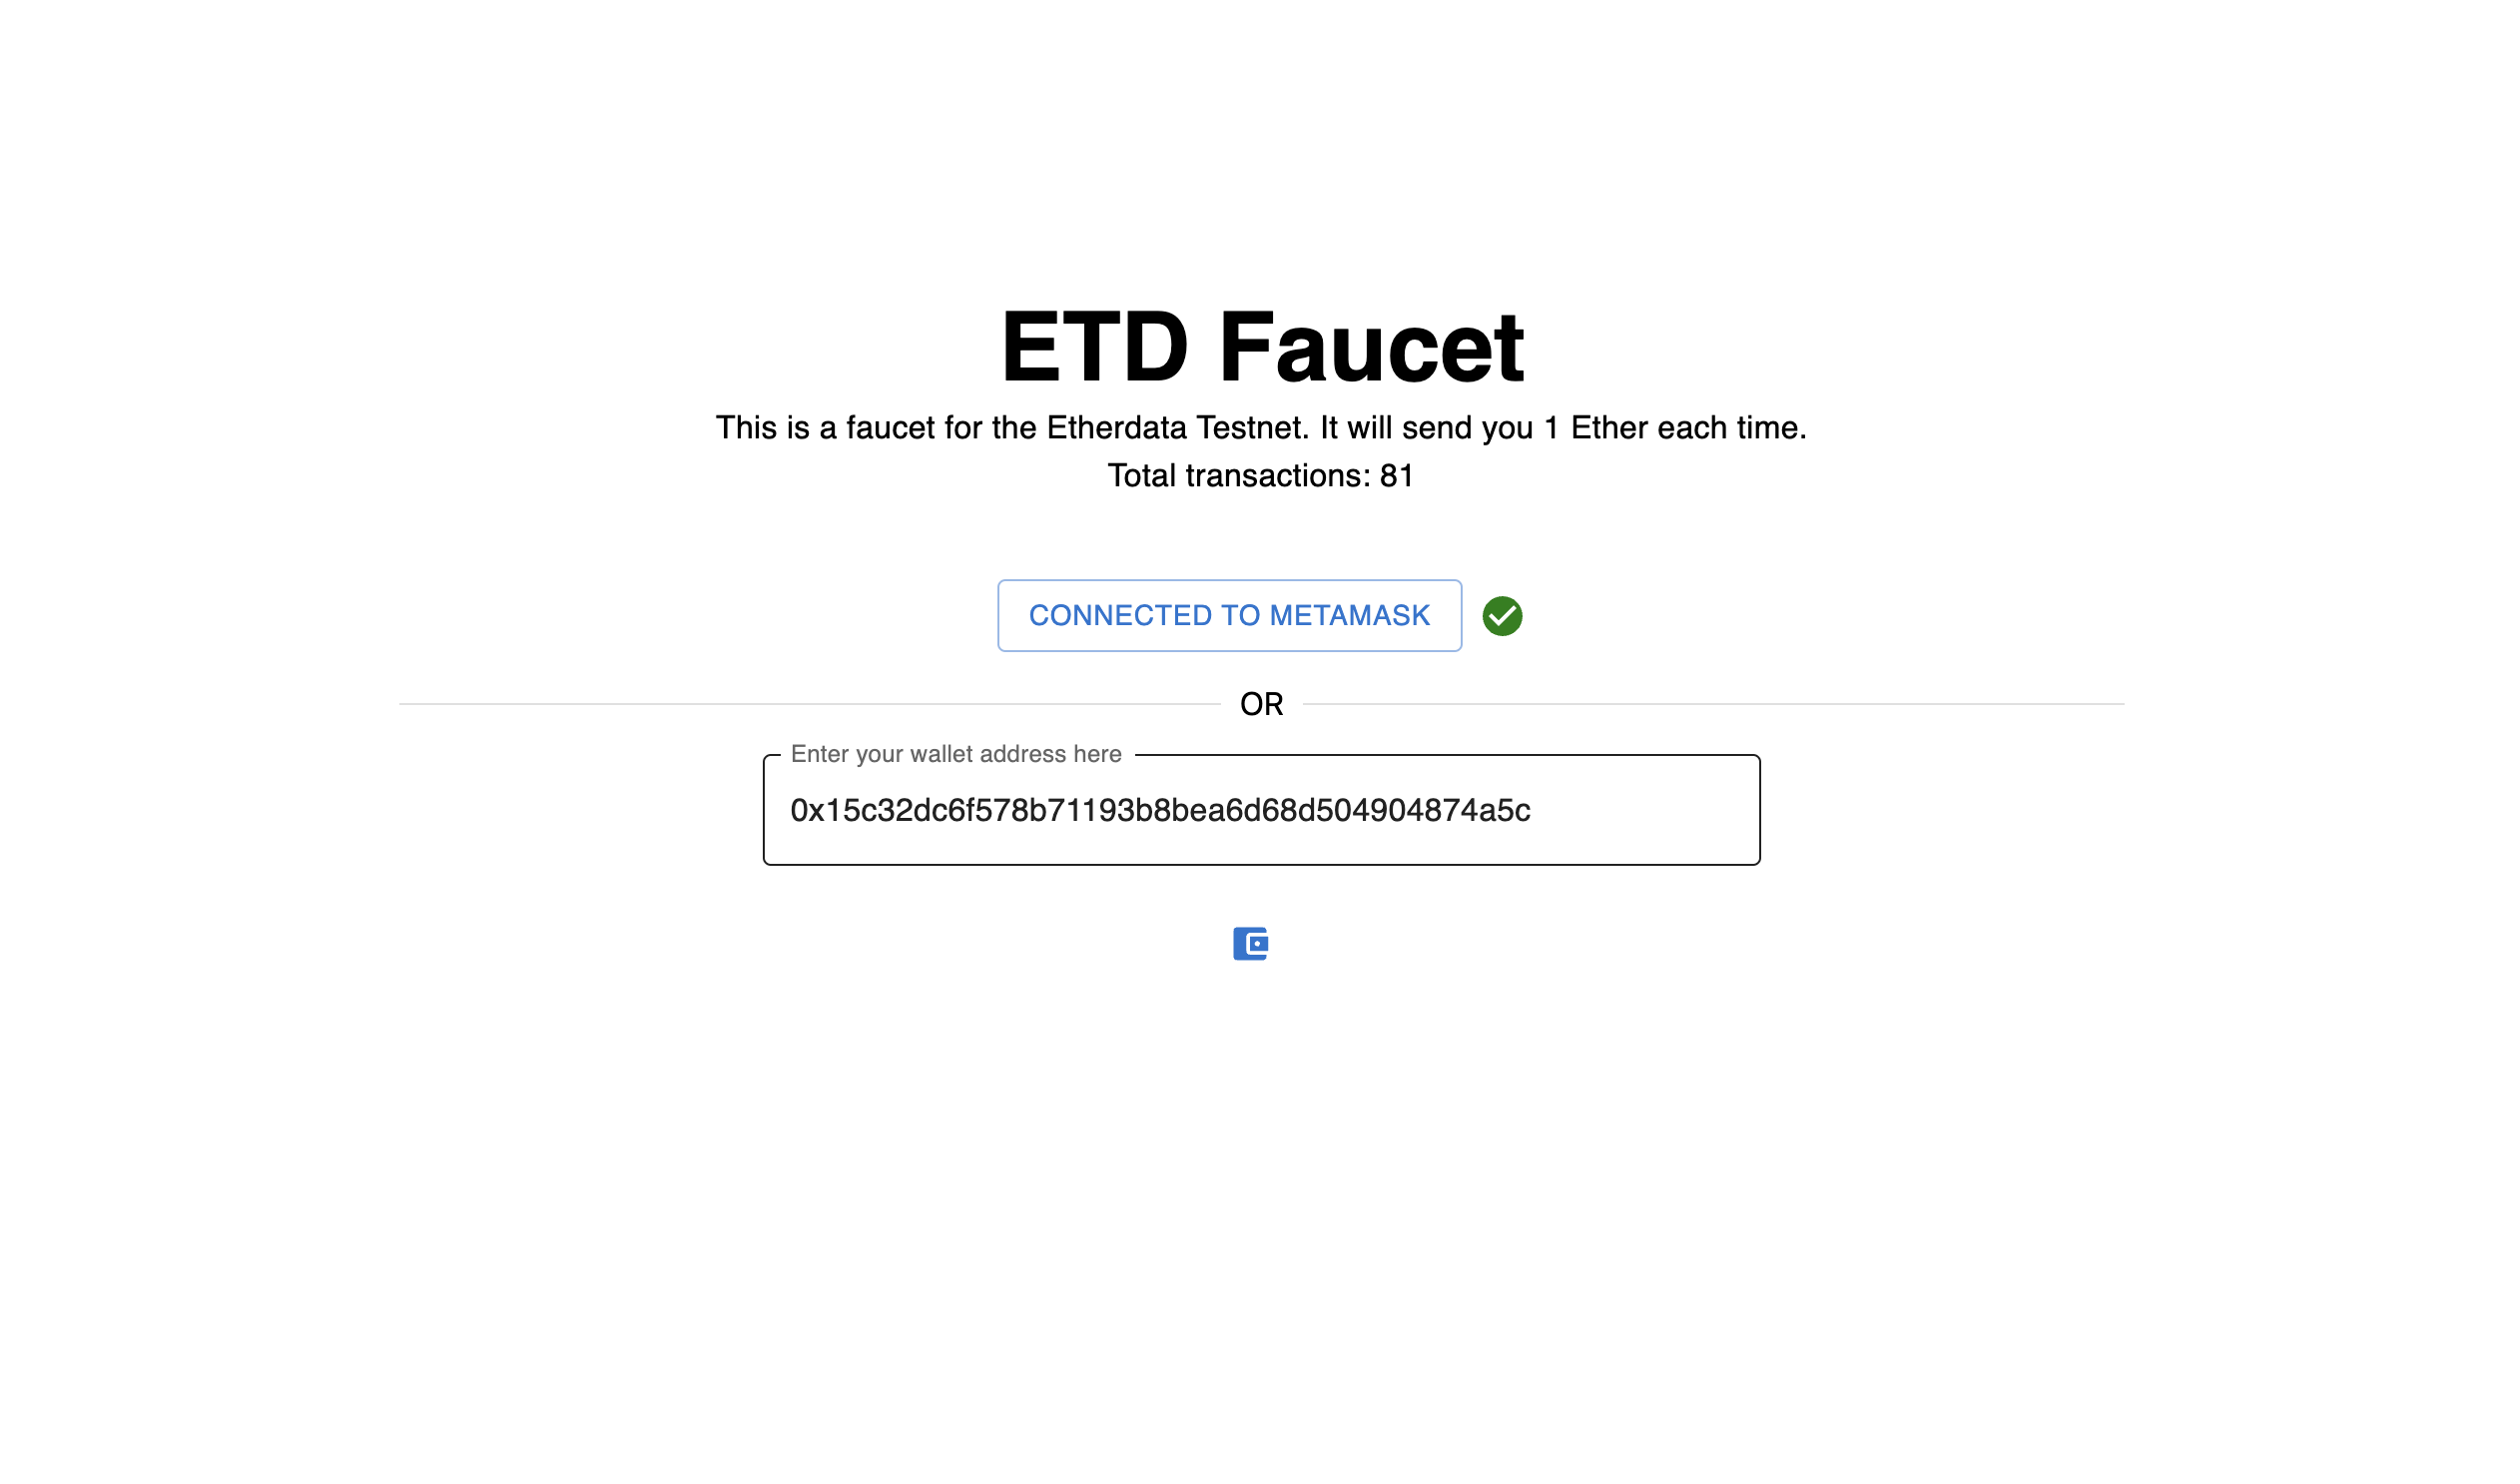 ETD Faucet
This is a faucet for the Etherdata Testnet. It will send you 1 Ether each time.
Total transactions: 81
CONNECTED TO METAMASK
OR
Enter your wallet address here
0x15c32dc6f578b71193b8bea6d68d504904874a5c